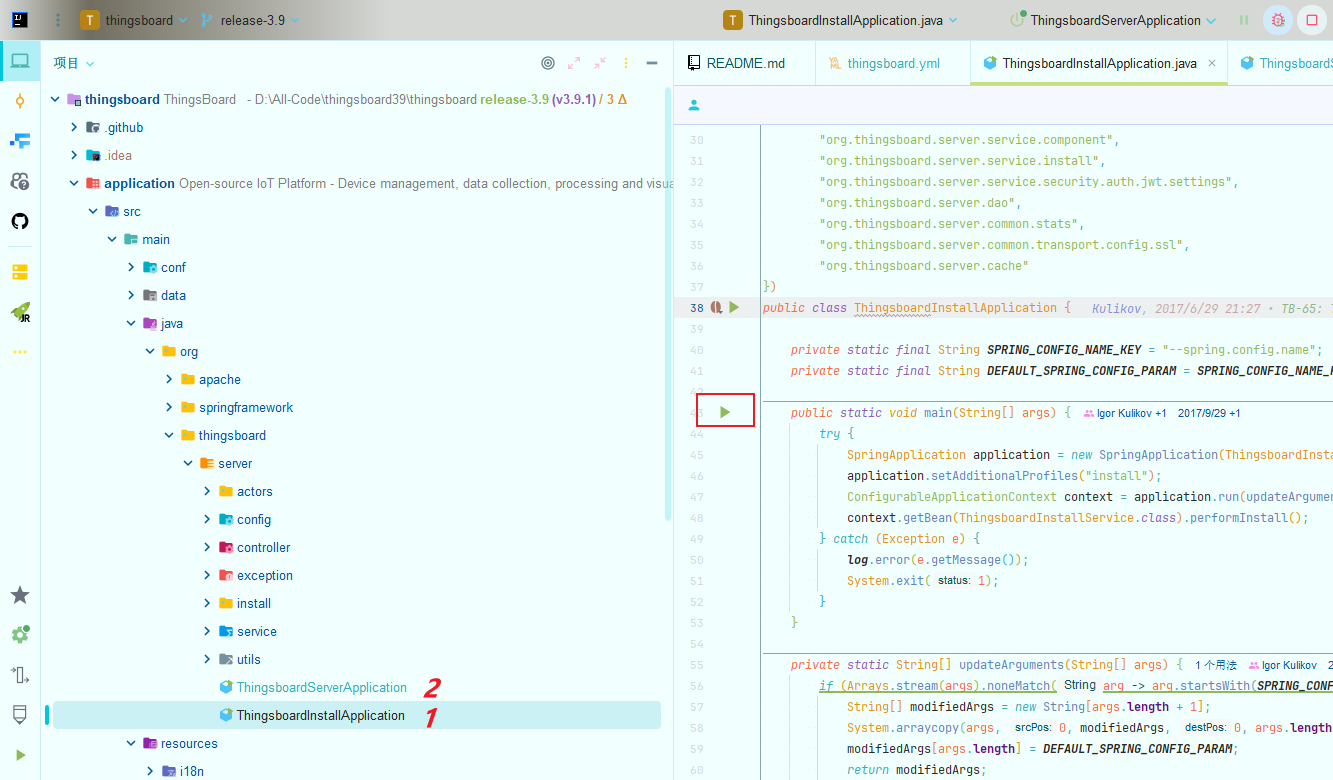 T thingsboard release-3.9 T ThingsboardInstallApplication.java ThingsboardServerApplication
项目
README.md thingsboard.yml ThingsboardInstallApplication.java ThingsboardS
thingsboard ThingsBoard - D:\All-Code\thingsboard39\thingsboard release-3.9 (v3.9.1) / 3 Δ
.github
.idea
application Open-source IoT Platform - Device management, data collection, processing and visua
src
main
conf
data
java
org
apache
springframework
thingsboard
server
actors
config
controller
exception
install
service
utils
ThingsboardServerApplication 2
ThingsboardInstallApplication 1
resources
i18n
30 "org.thingsboard.server.service.component",
31 "org.thingsboard.server.service.install",
32 "org.thingsboard.server.service.security.auth.jwt.settings",
33 "org.thingsboard.server.dao",
34 "org.thingsboard.server.common.stats",
35 "org.thingsboard.server.common.transport.config.ssl",
36 "org.thingsboard.server.cache"
37 })
38 public class ThingsboardInstallApplication { Kulikov, 2017/6/29 21:27 · TB-65:
39
40 private static final String SPRING_CONFIG_NAME_KEY = "--spring.config.name";
41 private static final String DEFAULT_SPRING_CONFIG_PARAM = SPRING_CONFIG_NAME_
42
43 public static void main(String[] args) { Igor Kulikov +1 2017/9/29 +1
44 try {
45 SpringApplication application = new SpringApplication(ThingsboardInsta
46 application.setAdditionalProfiles("install");
47 ConfigurableApplicationContext context = application.run(updateArgumen
48 context.getBean(ThingsboardInstallService.class).performInstall();
49 } catch (Exception e) {
50 log.error(e.getMessage());
51 System.exit( status: 1);
52 }
53 }
54
55 private static String[] updateArguments(String[] args) { 1 个用法 Igor Kulikov 2
56 if (Arrays.stream(args).noneMatch( String arg -> arg.startsWith(SPRING_CONF
57 String[] modifiedArgs = new String[args.length + 1];
58 System.arraycopy(args, srcPos: 0, modifiedArgs, destPos: 0, args.length
59 modifiedArgs[args.length] = DEFAULT_SPRING_CONFIG_PARAM;
60 return modifiedArgs;